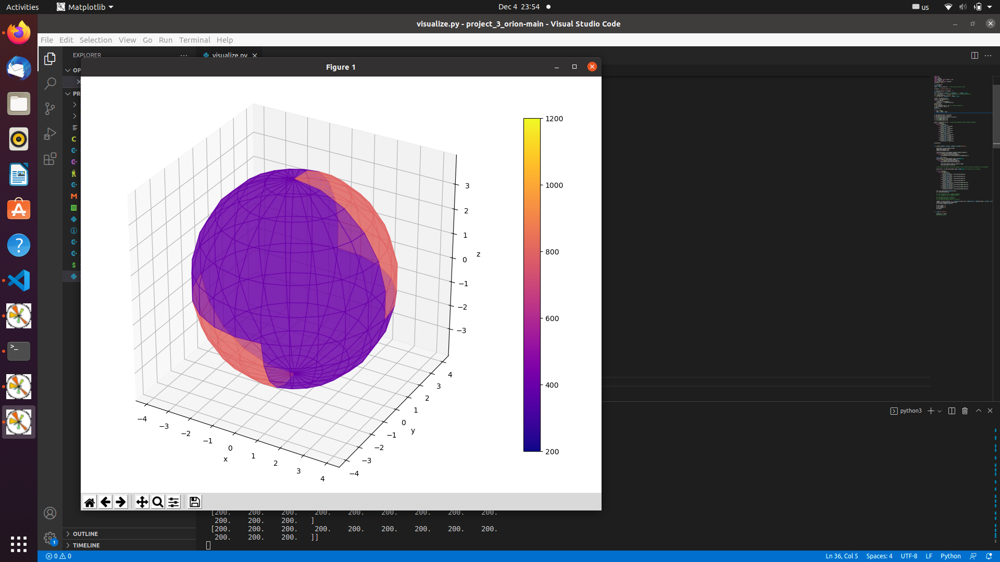 Activities
Matplotlib
Dec 4 23:54
us
visualize.py - project_3_orion-main - Visual Studio Code
File Edit Selection View Go Run Terminal Help
EXPLORER
visualize.py
OP
PR
Figure 1
1200
1000
800
600
400
200
3
2
1
0
−1
−2
−3
z
4
3
2
1
0
−1
−2
−3
−4
y
−4
−3
−2
−1
0
1
2
3
4
x
python3
[200. 200. 200. 200. 200. 200. 200. 200. 200.
200. 200. 200. ]
[200. 200. 200. 200. 200. 200. 200. 200. 200.
200. 200. 200. ]]
OUTLINE
TIMELINE
1
0 0
Ln 36, Col 5 Spaces: 4 UTF-8 LF Python